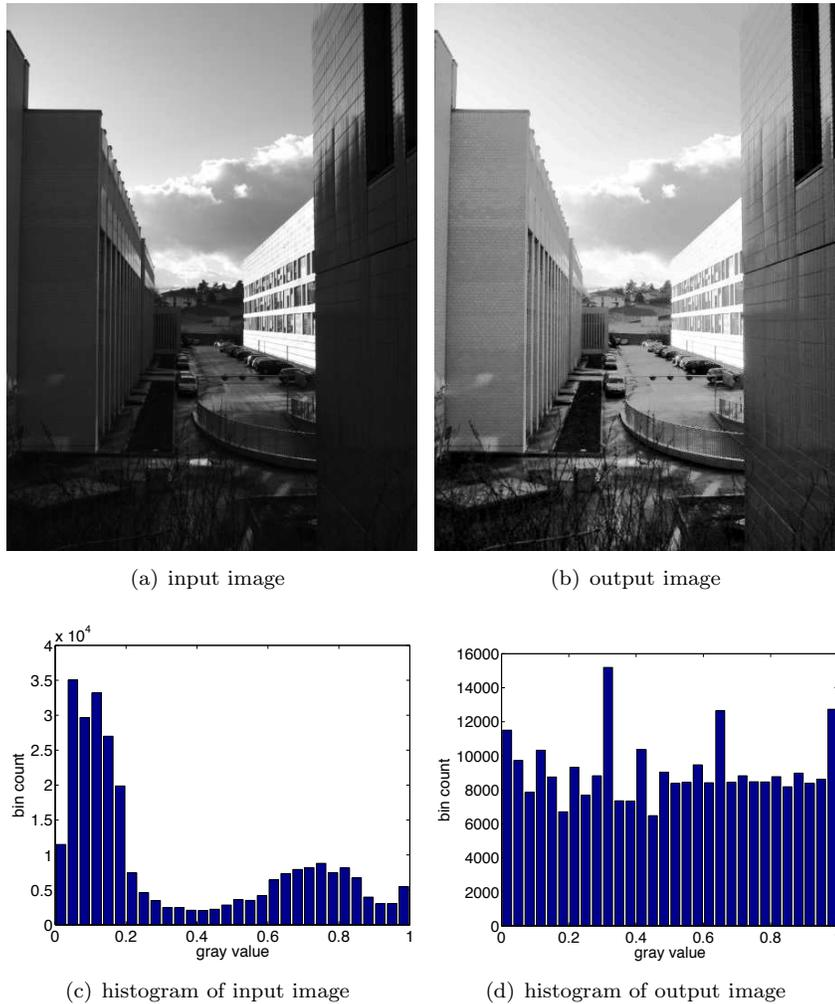 (a) input image
(b) output image
x 10⁴
4
3.5
3
2.5
2
1.5
1
0.5
0
bin count
0 0.2 0.4 0.6 0.8 1
gray value
(c) histogram of input image
16000
14000
12000
10000
8000
6000
4000
2000
0
bin count
0 0.2 0.4 0.6 0.8
gray value
(d) histogram of output image